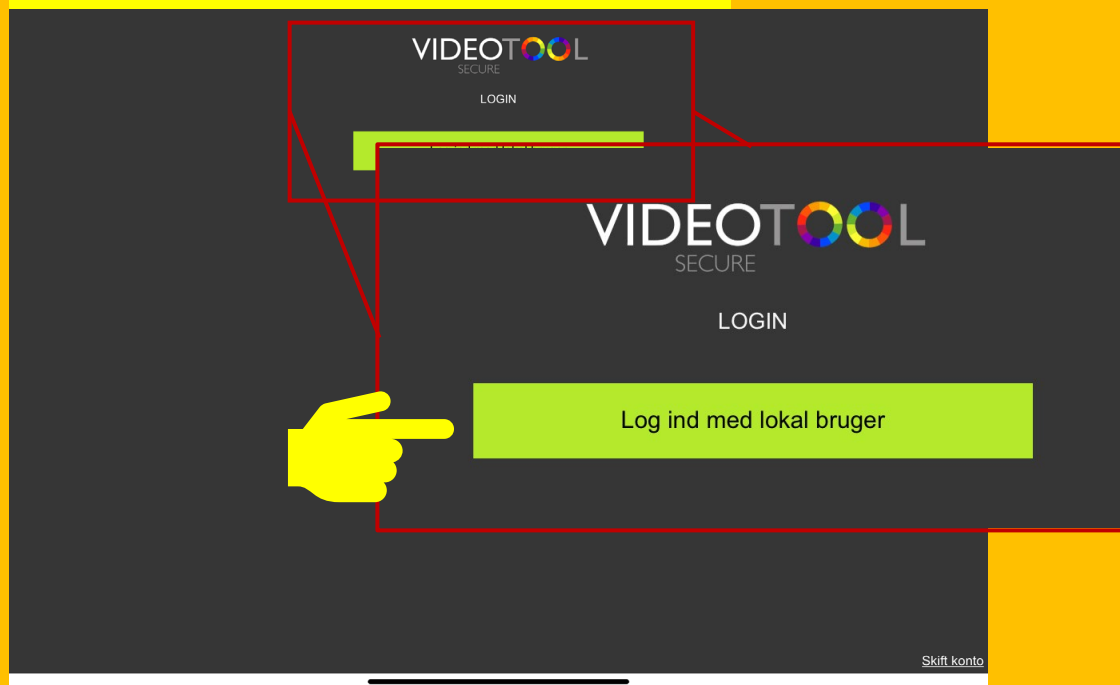 VIDEOTOOL
SECURE
LOGIN
VIDEOTOOL
SECURE
LOGIN
Log ind med lokal bruger
Skift konto